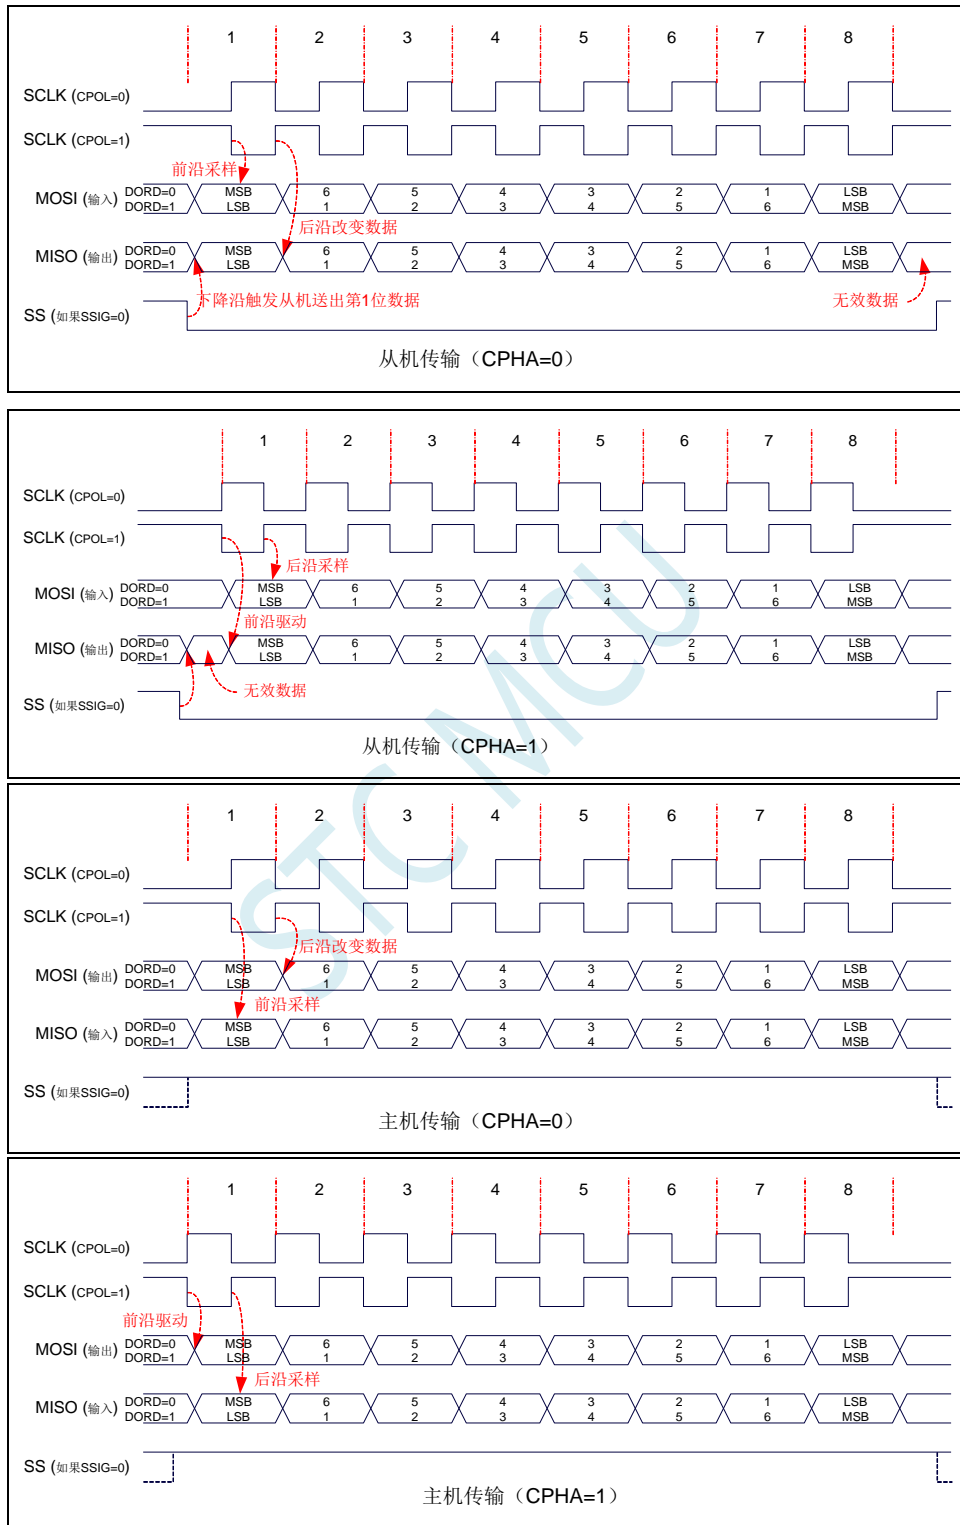 1 2 3 4 5 6 7 8
SCLK (CPOL=0)
SCLK (CPOL=1)
前沿采样
MOSI (输入) DORD=0 MSB 6 5 4 3 2 1 LSB
DORD=1 LSB 1 2 3 4 5 6 MSB
后沿改变数据
MISO (输出) DORD=0 MSB 6 5 4 3 2 1 LSB
DORD=1 LSB 1 2 3 4 5 6 MSB
下降沿触发从机送出第1位数据 无效数据
SS (如果SSIG=0)
从机传输（CPHA=0）
1 2 3 4 5 6 7 8
SCLK (CPOL=0)
SCLK (CPOL=1)
后沿采样
MOSI (输入) DORD=0 MSB 6 5 4 3 2 1 LSB
DORD=1 LSB 1 2 3 4 5 6 MSB
前沿驱动
MISO (输出) DORD=0 MSB 6 5 4 3 2 1 LSB
DORD=1 LSB 1 2 3 4 5 6 MSB
无效数据
SS (如果SSIG=0)
从机传输（CPHA=1）
1 2 3 4 5 6 7 8
SCLK (CPOL=0)
SCLK (CPOL=1)
后沿改变数据
MOSI (输出) DORD=0 MSB 6 5 4 3 2 1 LSB
DORD=1 LSB 1 2 3 4 5 6 MSB
前沿采样
MISO (输入) DORD=0 MSB 6 5 4 3 2 1 LSB
DORD=1 LSB 1 2 3 4 5 6 MSB
SS (如果SSIG=0)
主机传输（CPHA=0）
1 2 3 4 5 6 7 8
SCLK (CPOL=0)
SCLK (CPOL=1)
前沿驱动
MOSI (输出) DORD=0 MSB 6 5 4 3 2 1 LSB
DORD=1 LSB 1 2 3 4 5 6 MSB
后沿采样
MISO (输入) DORD=0 MSB 6 5 4 3 2 1 LSB
DORD=1 LSB 1 2 3 4 5 6 MSB
SS (如果SSIG=0)
主机传输（CPHA=1）
STC MCU